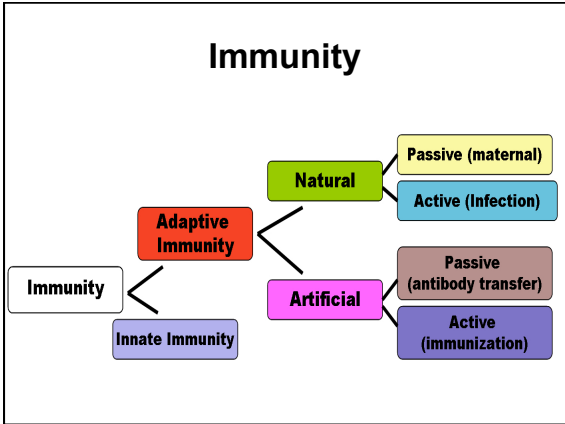 Immunity
Passive (maternal)
Natural
Active (Infection)
Adaptive
Immunity
Passive
(antibody transfer)
Immunity
Artificial
Active
(immunization)
Innate Immunity